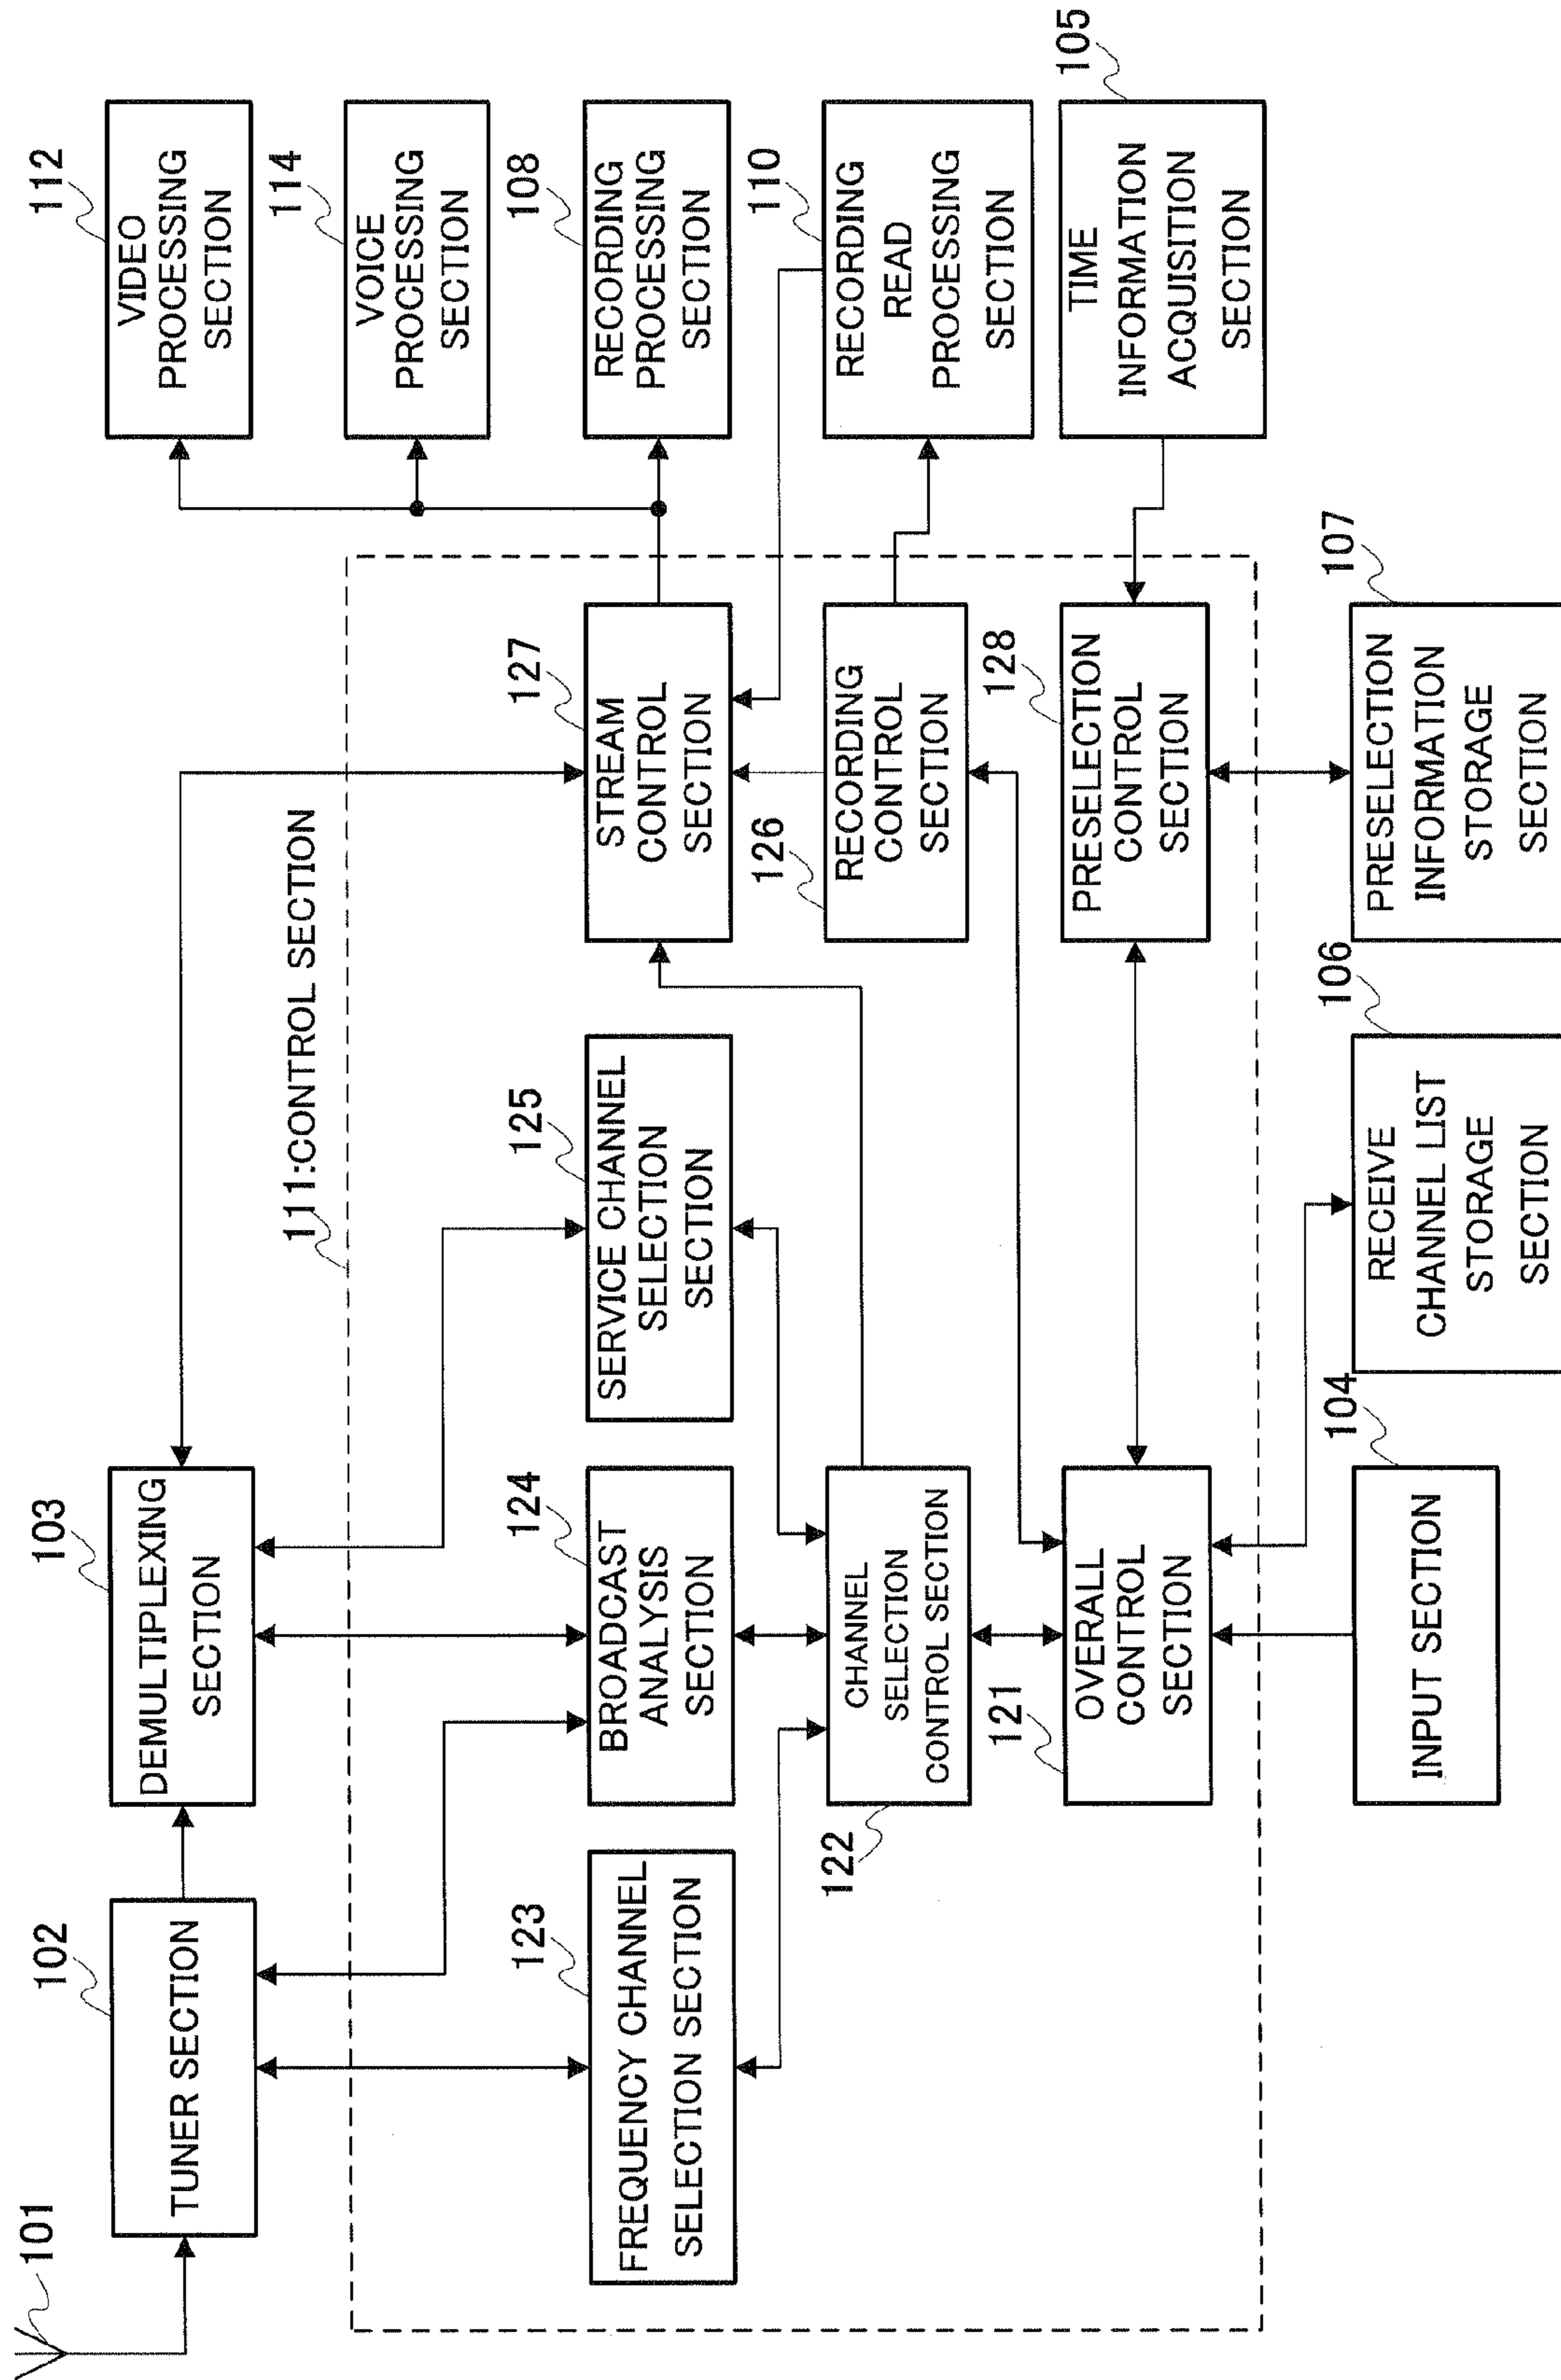 101
102
TUNER SECTION
103
DEMULTIPLEXING
SECTION
112
VIDEO
PROCESSING
SECTION
114
VOICE
PROCESSING
SECTION
108
RECORDING
PROCESSING
SECTION
110
RECORDING
READ
PROCESSING
SECTION
105
TIME
INFORMATION
ACQUISITION
SECTION
111:CONTROL SECTION
123
FREQUENCY CHANNEL
SELECTION SECTION
124
BROADCAST
ANALYSIS
SECTION
125
SERVICE CHANNEL
SELECTION
SECTION
127
STREAM
CONTROL
SECTION
122
CHANNEL
SELECTION
CONTROL SECTION
126
RECORDING
CONTROL
SECTION
121
OVERALL
CONTROL
SECTION
128
PRESELECTION
CONTROL
SECTION
104
INPUT SECTION
106
RECEIVE
CHANNEL LIST
STORAGE
SECTION
107
PRESELECTION
INFORMATION
STORAGE
SECTION